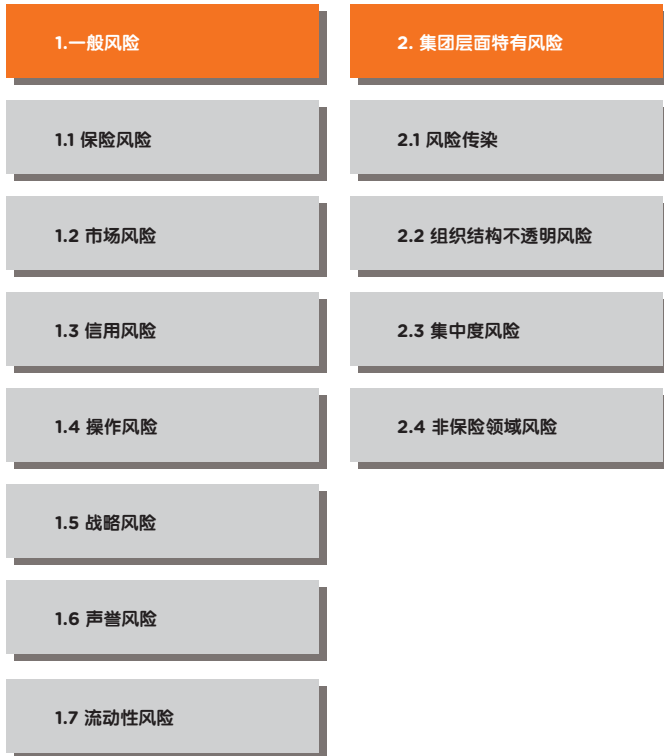 1.一般风险
1.1 保险风险
1.2 市场风险
1.3 信用风险
1.4 操作风险
1.5 战略风险
1.6 声誉风险
1.7 流动性风险
2. 集团层面特有风险
2.1 风险传染
2.2 组织结构不透明风险
2.3 集中度风险
2.4 非保险领域风险